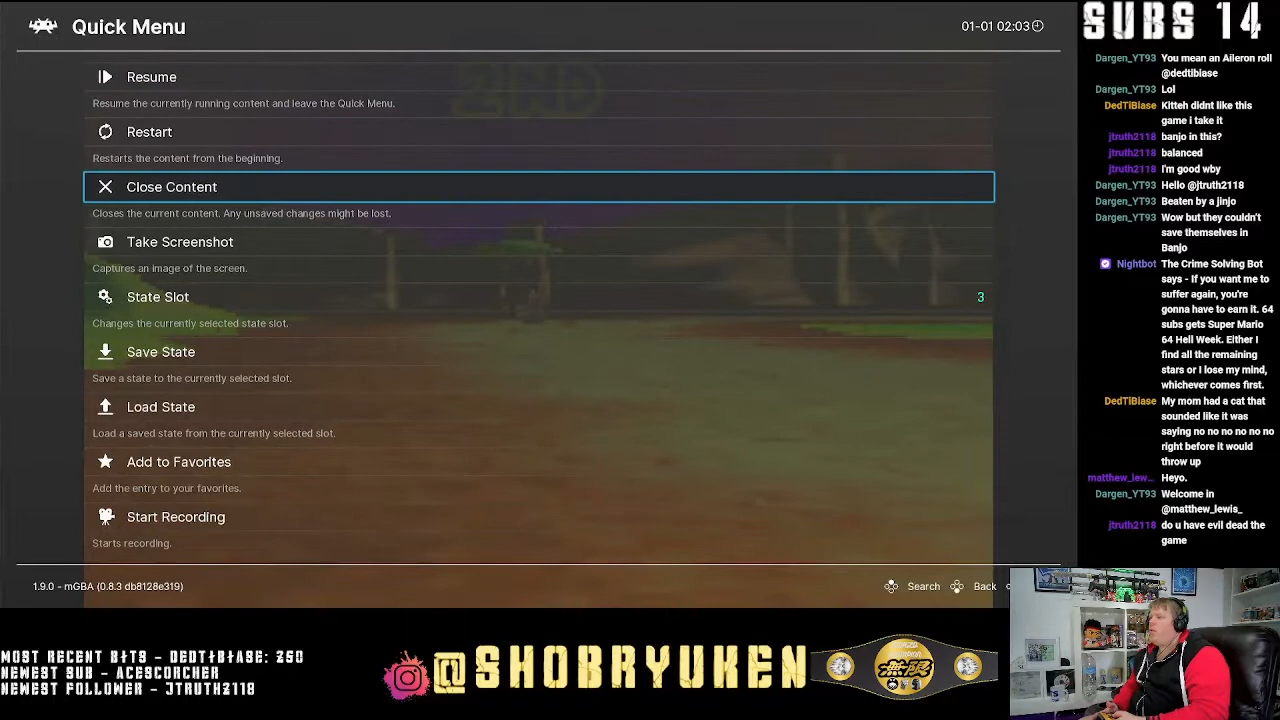 Quick Menu
01-01 02:03
2ND
Resume
Resume the currently running content and leave the Quick Menu.
Restart
Restarts the content from the beginning.
Close Content
Closes the current content. Any unsaved changes might be lost.
Take Screenshot
Captures an image of the screen.
State Slot
3
Changes the currently selected state slot.
Save State
Save a state to the currently selected slot.
Load State
Load a saved state from the currently selected slot.
Add to Favorites
Add the entry to your favorites.
Start Recording
Starts recording.
1.9.0 - mGBA (0.8.3 db8128e319)
Search
Back
SUBS 14
Dargen_YT93 You mean an Aileron roll
@dedtiblase
Dargen_YT93 Lol
DedTiBlase Kitteh didnt like this
game i take it
jtruth2118 banjo in this?
jtruth2118 balanced
jtruth2118 I'm good wby
Dargen_YT93 Hello @jtruth2118
Dargen_YT93 Beaten by a jinjo
Dargen_YT93 Wow but they couldn't
save themselves in
Banjo
Nightbot The Crime Solving Bot
says - If you want me to
suffer again, you're
gonna have to earn it. 64
subs gets Super Mario
64 Hell Week. Either I
find all the remaining
stars or I lose my mind,
whichever comes first.
DedTiBlase My mom had a cat that
sounded like it was
saying no no no no no no
right before it would
throw up
matthew_lew... Heyo.
Dargen_YT93 Welcome in
@matthew_lewis_
jtruth2118 do u have evil dead the
game
MOST RECENT BITS - DEDTIBLASE: 250
NEWEST SUB - ACESCORCHER
NEWEST FOLLOWER - JTRUTH2118
@SHOBRYUKEN